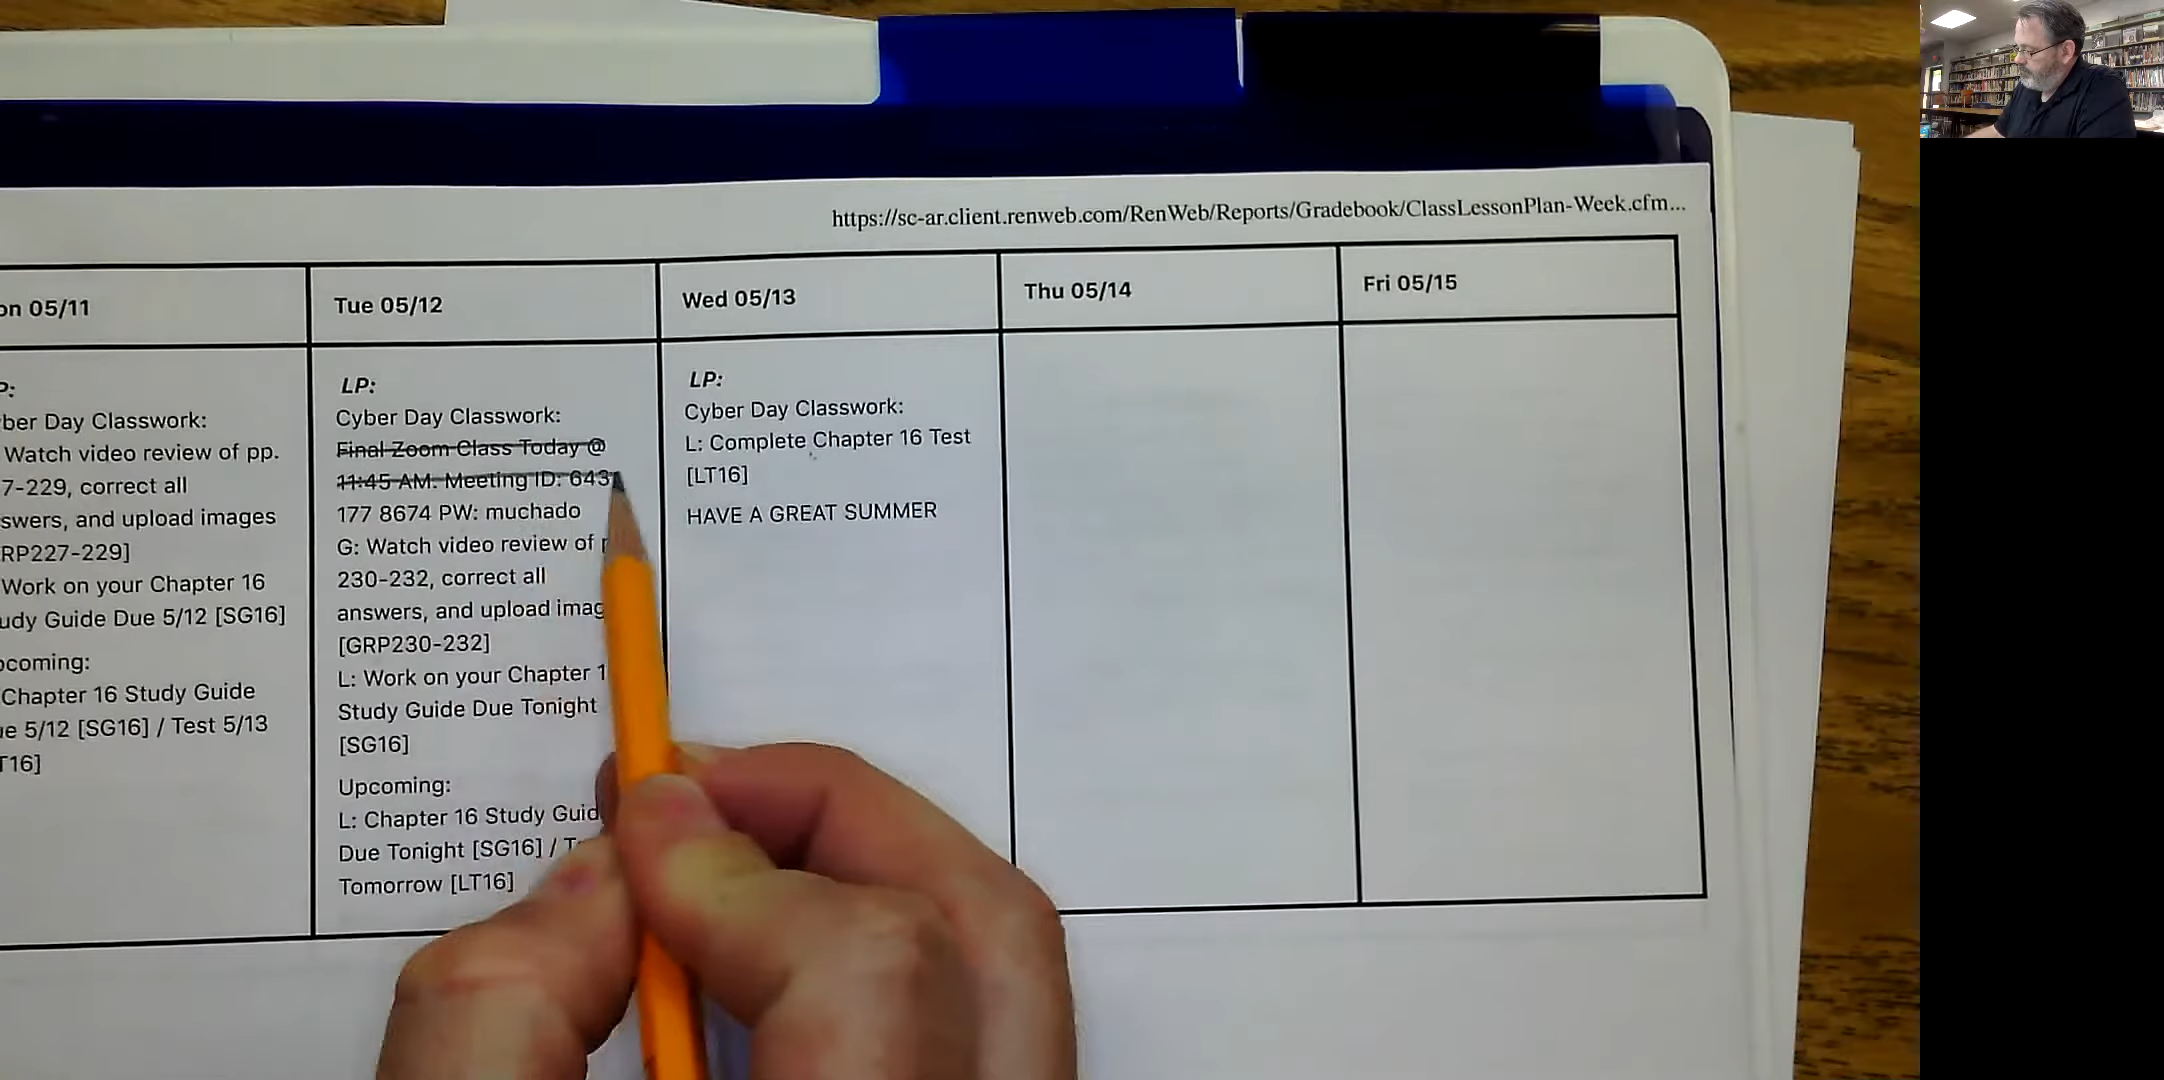 https://sc-ar.client.renweb.com/RenWeb/Reports/Gradebook/ClassLessonPlan-Week.cfm...
on 05/11
Tue 05/12
Wed 05/13
Thu 05/14
Fri 05/15
P:
ber Day Classwork:
Watch video review of pp.
7-229, correct all
swers, and upload images
RP227-229]
Work on your Chapter 16
udy Guide Due 5/12 [SG16]
pcoming:
Chapter 16 Study Guide
ue 5/12 [SG16] / Test 5/13
T16]
LP:
Cyber Day Classwork:
Final Zoom Class Today @
11:45 AM. Meeting ID: 643
177 8674 PW: muchado
G: Watch video review of p
230-232, correct all
answers, and upload imag
[GRP230-232]
L: Work on your Chapter 1
Study Guide Due Tonight
[SG16]
Upcoming:
L: Chapter 16 Study Guid
Due Tonight [SG16] / T
Tomorrow [LT16]
LP:
Cyber Day Classwork:
L: Complete Chapter 16 Test
[LT16]
HAVE A GREAT SUMMER